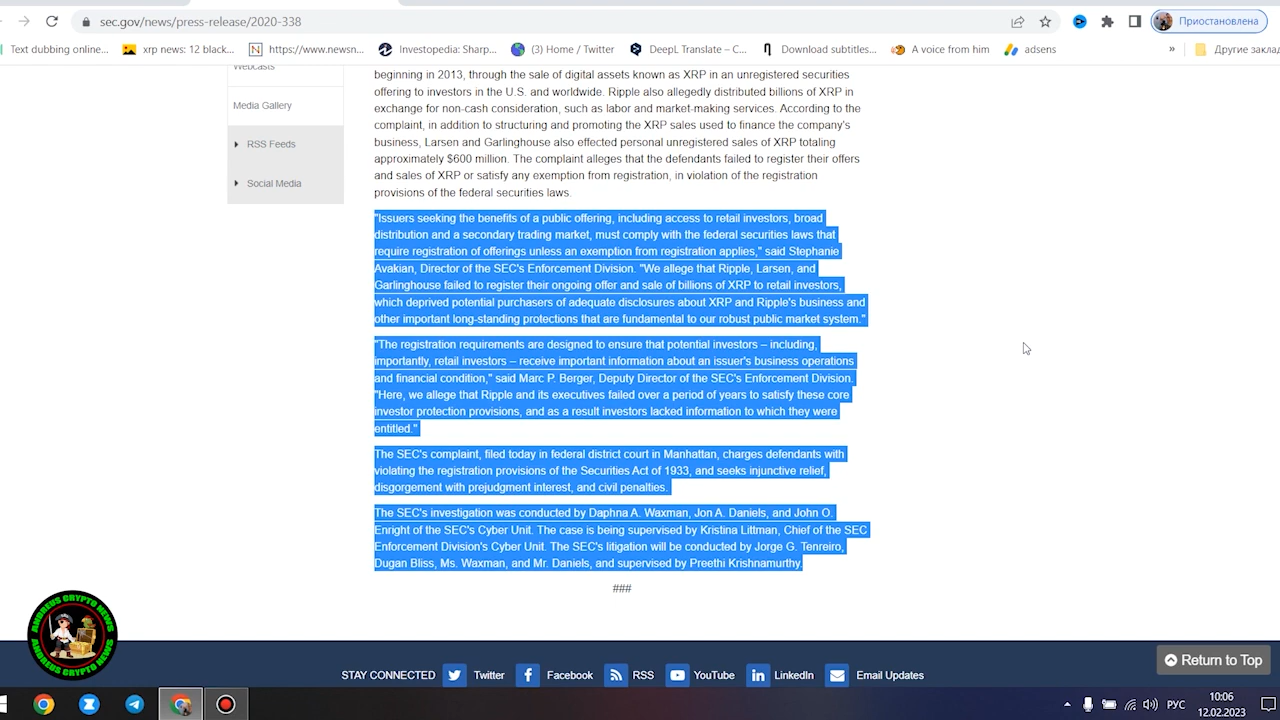 sec.gov/news/press-release/2020-338
Приостановлена
Text dubbing online...
xrp news: 12 black...
https://www.newsn...
Investopedia: Sharp...
(3) Home / Twitter
DeepL Translate – C...
Download subtitles...
A voice from him
adsens
»
Другие заклад
Webcasts
Media Gallery
RSS Feeds
Social Media
beginning in 2013, through the sale of digital assets known as XRP in an unregistered securities
offering to investors in the U.S. and worldwide. Ripple also allegedly distributed billions of XRP in
exchange for non-cash consideration, such as labor and market-making services. According to the
complaint, in addition to structuring and promoting the XRP sales used to finance the company's
business, Larsen and Garlinghouse also effected personal unregistered sales of XRP totaling
approximately $600 million. The complaint alleges that the defendants failed to register their offers
and sales of XRP or satisfy any exemption from registration, in violation of the registration
provisions of the federal securities laws.
"Issuers seeking the benefits of a public offering, including access to retail investors, broad
distribution and a secondary trading market, must comply with the federal securities laws that
require registration of offerings unless an exemption from registration applies," said Stephanie
Avakian, Director of the SEC's Enforcement Division. "We allege that Ripple, Larsen, and
Garlinghouse failed to register their ongoing offer and sale of billions of XRP to retail investors,
which deprived potential purchasers of adequate disclosures about XRP and Ripple's business and
other important long-standing protections that are fundamental to our robust public market system."
"The registration requirements are designed to ensure that potential investors – including,
importantly, retail investors – receive important information about an issuer's business operations
and financial condition," said Marc P. Berger, Deputy Director of the SEC's Enforcement Division.
"Here, we allege that Ripple and its executives failed over a period of years to satisfy these core
investor protection provisions, and as a result investors lacked information to which they were
entitled."
The SEC's complaint, filed today in federal district court in Manhattan, charges defendants with
violating the registration provisions of the Securities Act of 1933, and seeks injunctive relief,
disgorgement with prejudgment interest, and civil penalties.
The SEC's investigation was conducted by Daphna A. Waxman, Jon A. Daniels, and John O.
Enright of the SEC's Cyber Unit. The case is being supervised by Kristina Littman, Chief of the SEC
Enforcement Division's Cyber Unit. The SEC's litigation will be conducted by Jorge G. Tenreiro,
Dugan Bliss, Ms. Waxman, and Mr. Daniels, and supervised by Preethi Krishnamurthy.
###
ANDREUS CRYPTO NEWS
ANDREUS CRYPTO NEWS
Return to Top
STAY CONNECTED
Twitter
Facebook
RSS
YouTube
LinkedIn
Email Updates
РУС
10:06
12.02.2023